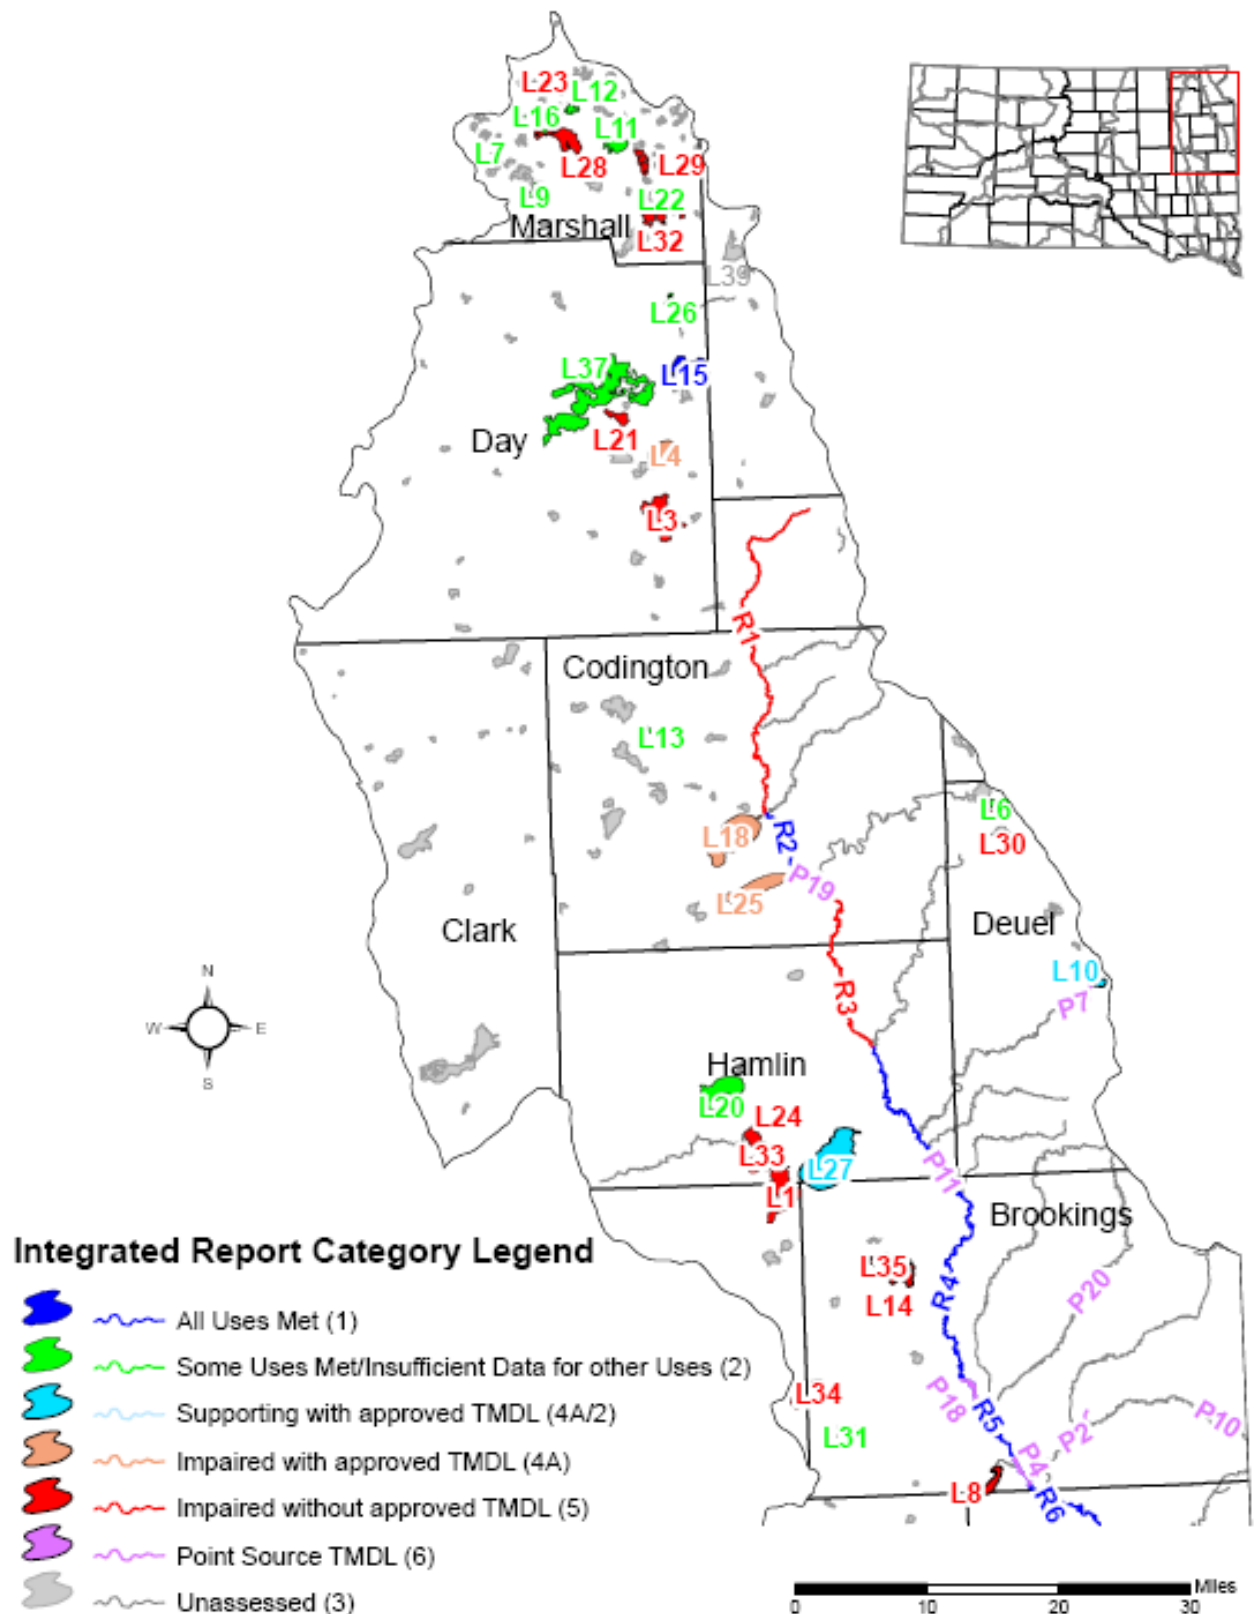 L23
L12
L16
L11
L7
L28
L29
L9
L22
Marshall
L32
L39
L26
L37
L15
Day
L21
L4
L3
R1
Codington
L13
L6
L18
R2
L30
P19
L25
Clark
Deuel
L10
N
P7
R3
W
E
S
Hamlin
L20
L24
L33
L27
P11
L1
Brookings
Integrated Report Category Legend
L35
R4
P20
L14
All Uses Met (1)
Some Uses Met/Insufficient Data for other Uses (2)
L34
P18
R5
P10
Supporting with approved TMDL (4A/2)
L31
P2
Impaired with approved TMDL (4A)
P4
L8
R6
Impaired without approved TMDL (5)
Point Source TMDL (6)
Unassessed (3)
Miles
0 10 20 30